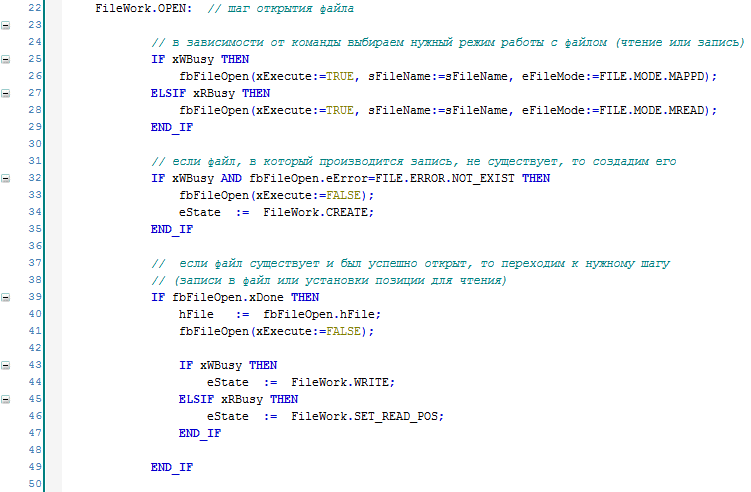 22 FileWork.OPEN: // шаг открытия файла
23
24 // в зависимости от команды выбираем нужный режим работы с файлом (чтение или запись)
25 IF xWBusy THEN
26 fbFileOpen(xExecute:=TRUE, sFileName:=sFileName, eFileMode:=FILE.MODE.MAPPD);
27 ELSIF xRBusy THEN
28 fbFileOpen(xExecute:=TRUE, sFileName:=sFileName, eFileMode:=FILE.MODE.MREAD);
29 END_IF
30
31 // если файл, в который производится запись, не существует, то создадим его
32 IF xWBusy AND fbFileOpen.eError=FILE.ERROR.NOT_EXIST THEN
33 fbFileOpen(xExecute:=FALSE);
34 eState := FileWork.CREATE;
35 END_IF
36
37 // если файл существует и был успешно открыт, то переходим к нужному шагу
38 // (записи в файл или установки позиции для чтения)
39 IF fbFileOpen.xDone THEN
40 hFile := fbFileOpen.hFile;
41 fbFileOpen(xExecute:=FALSE);
42
43 IF xWBusy THEN
44 eState := FileWork.WRITE;
45 ELSIF xRBusy THEN
46 eState := FileWork.SET_READ_POS;
47 END_IF
48
49 END_IF
50